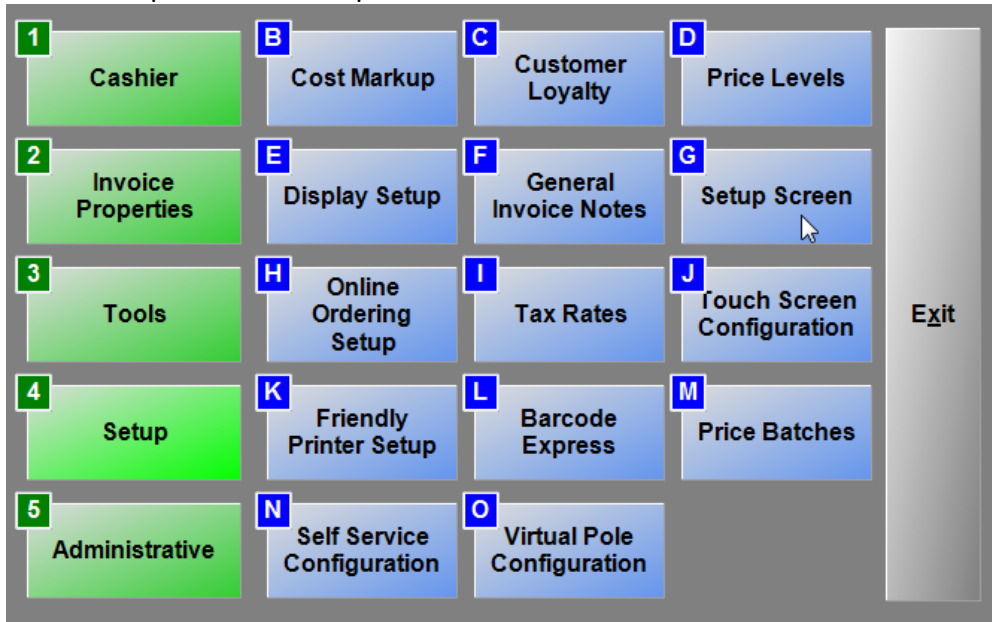 1
Cashier
B
Cost Markup
C
Customer
Loyalty
D
Price Levels
2
Invoice
Properties
E
Display Setup
F
General
Invoice Notes
G
Setup Screen
3
Tools
H
Online
Ordering
Setup
I
Tax Rates
J
Touch Screen
Configuration
Exit
4
Setup
K
Friendly
Printer Setup
L
Barcode
Express
M
Price Batches
5
Administrative
N
Self Service
Configuration
O
Virtual Pole
Configuration